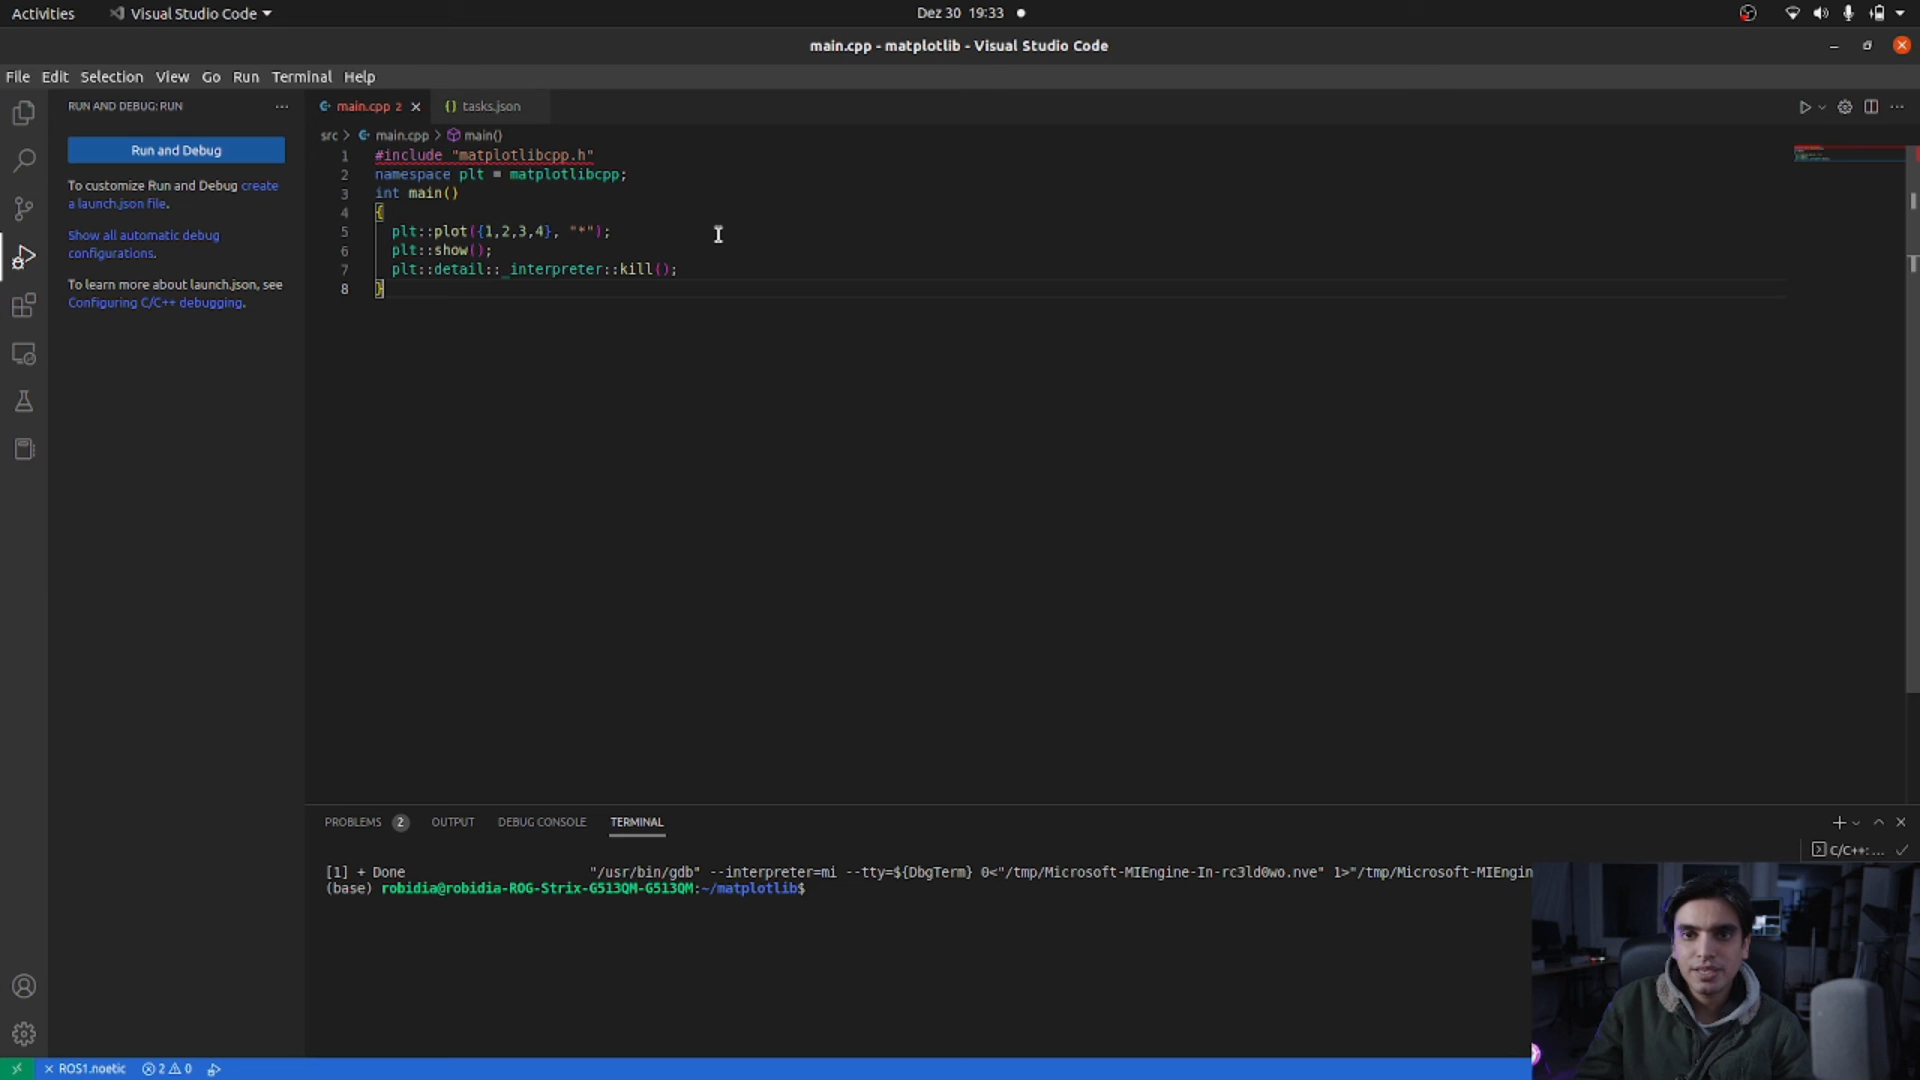 Activities
Visual Studio Code
Dez 30 19:33
main.cpp - matplotlib - Visual Studio Code
File Edit Selection View Go Run Terminal Help
RUN AND DEBUG: RUN
Run and Debug
To customize Run and Debug create
a launch.json file.
Show all automatic debug
configurations.
To learn more about launch.json, see
Configuring C/C++ debugging.
main.cpp 2
{} tasks.json
src > main.cpp > main()
1 #include "matplotlibcpp.h"
2 namespace plt = matplotlibcpp;
3 int main()
4 {
5 plt::plot({1,2,3,4}, "*");
6 plt::show();
7 plt::detail::_interpreter::kill();
8 }
PROBLEMS 2 OUTPUT DEBUG CONSOLE TERMINAL
C/C++: ...
[1] + Done "/usr/bin/gdb" --interpreter=mi --tty=${DbgTerm} 0<"/tmp/Microsoft-MIEngine-In-rc3ld0wo.nve" 1>"/tmp/Microsoft-MIEngin
(base) robidia@robidia-ROG-Strix-G513QM-G513QM:~/matplotlib$
ROS1.noetic 2 0